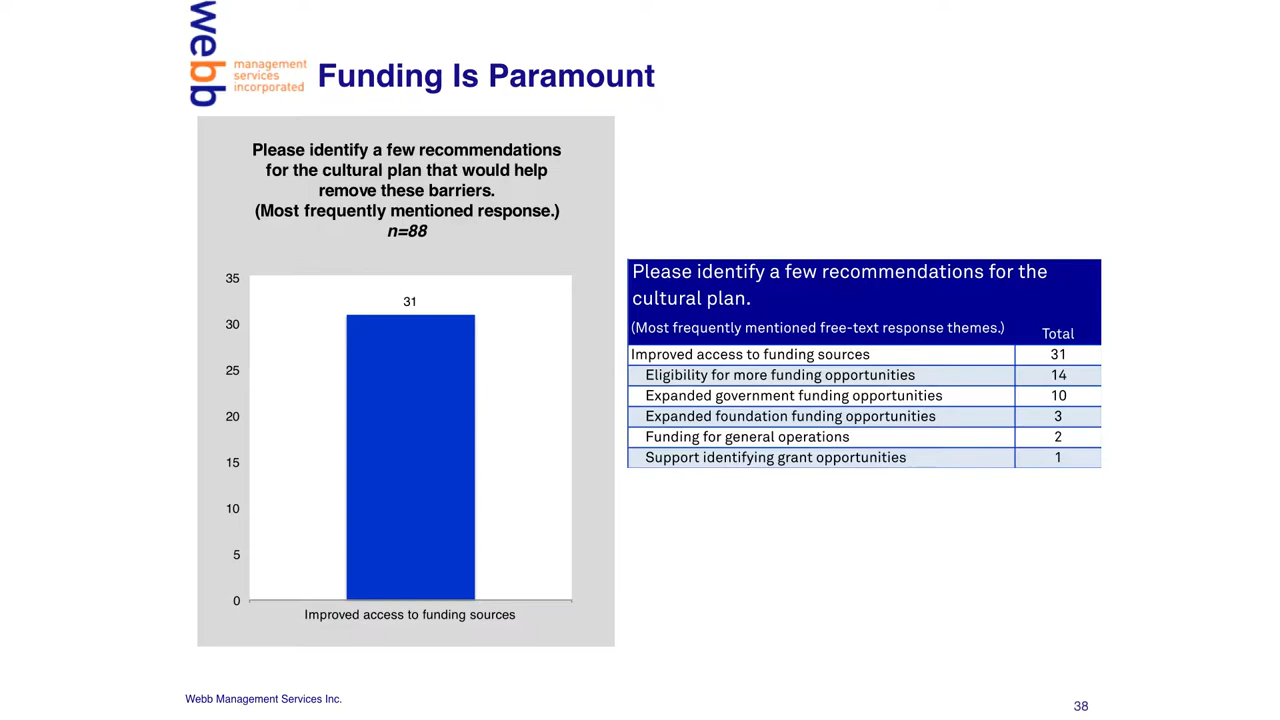 webb
management
services
incorporated
Funding Is Paramount
Please identify a few recommendations
for the cultural plan that would help
remove these barriers.
(Most frequently mentioned response.)
n=88
35
31
30
25
20
15
10
5
0
Improved access to funding sources
Please identify a few recommendations for the
cultural plan.
(Most frequently mentioned free-text response themes.) Total
Improved access to funding sources 31
Eligibility for more funding opportunities 14
Expanded government funding opportunities 10
Expanded foundation funding opportunities 3
Funding for general operations 2
Support identifying grant opportunities 1
Webb Management Services Inc.
38